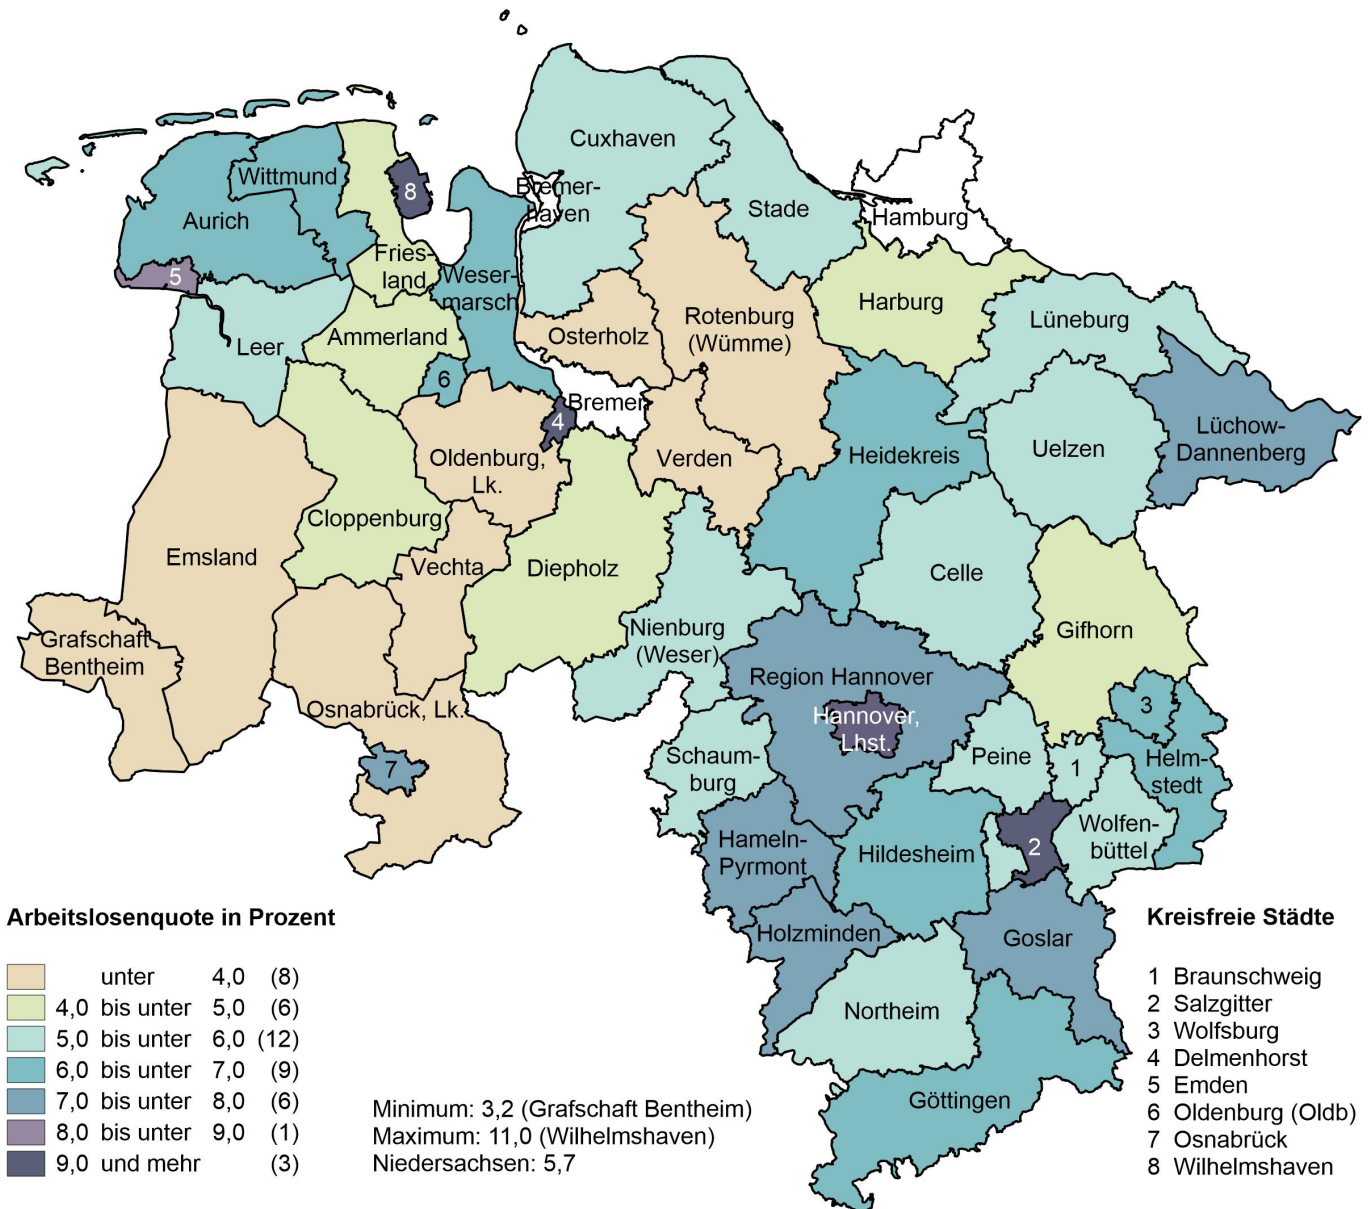 Cuxhaven
Wittmund
8
Bremer-
haven
Aurich
Stade
Hamburg
Fries-
land
5
Weser-
marsch
Harburg
Rotenburg
(Wümme)
Lüneburg
Ammerland
Osterholz
Leer
6
Bremen
4
Lüchow-
Dannenberg
Oldenburg,
Lk.
Verden
Heidekreis
Uelzen
Cloppenburg
Emsland
Vechta
Diepholz
Celle
Grafschaft
Bentheim
Nienburg
(Weser)
Gifhorn
Region Hannover
Osnabrück, Lk.
3
Hannover,
Lhst.
Schaum-
burg
Peine
1
Helm-
stedt
7
Hameln-
Pyrmont
Hildesheim
2
Wolfen-
büttel
Holzminden
Goslar
Northeim
Göttingen
Arbeitslosenquote in Prozent
unter 4,0 (8)
4,0 bis unter 5,0 (6)
5,0 bis unter 6,0 (12)
6,0 bis unter 7,0 (9)
7,0 bis unter 8,0 (6)
8,0 bis unter 9,0 (1)
9,0 und mehr (3)
Minimum: 3,2 (Grafschaft Bentheim)
Maximum: 11,0 (Wilhelmshaven)
Niedersachsen: 5,7
Kreisfreie Städte
1 Braunschweig
2 Salzgitter
3 Wolfsburg
4 Delmenhorst
5 Emden
6 Oldenburg (Oldb)
7 Osnabrück
8 Wilhelmshaven